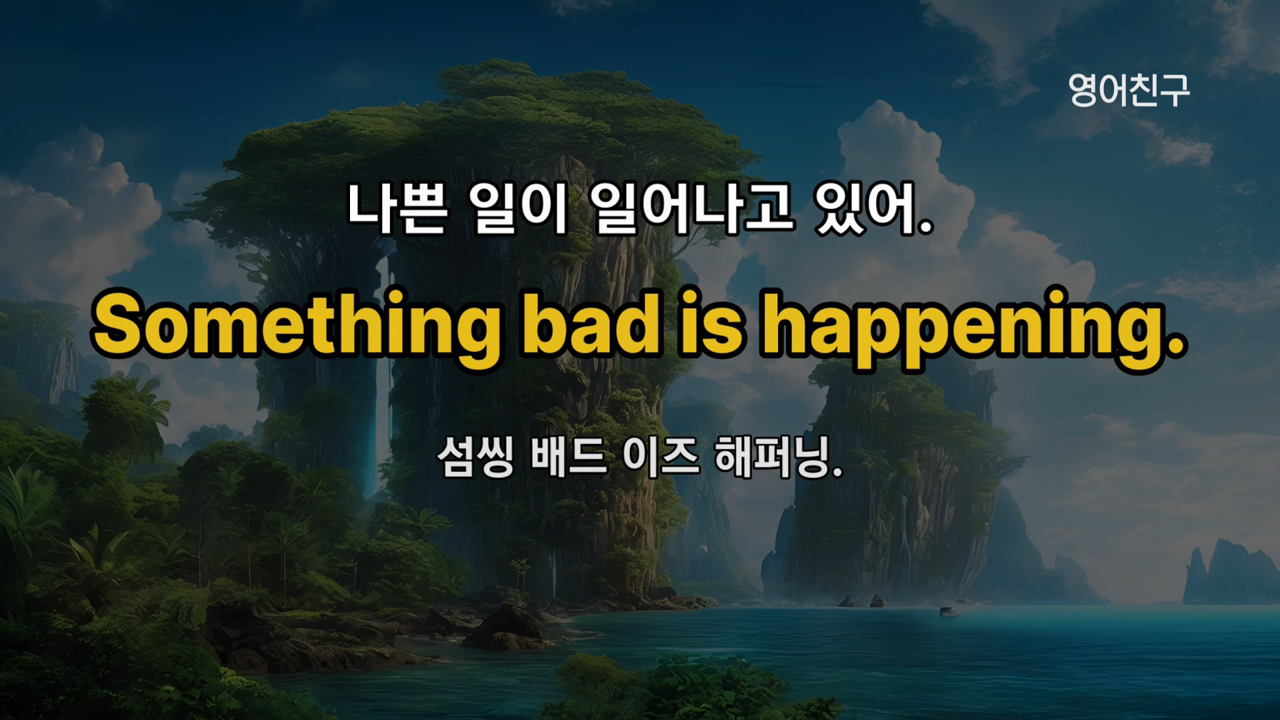 영어친구
나쁜 일이 일어나고 있어.
Something bad is happening.
섬씽 배드 이즈 해퍼닝.